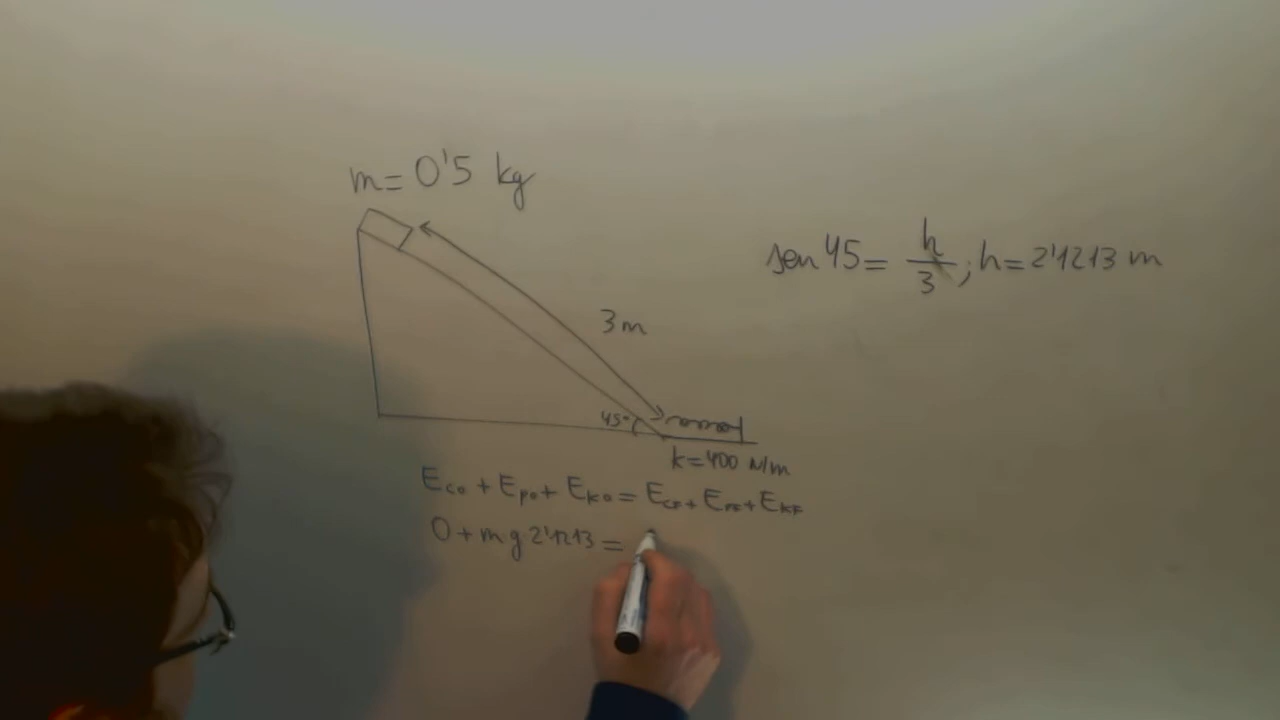 m = 0'5 kg
sen 45 = h/3 ; h = 2'1213 m
3 m
45°
k = 400 N/m
Eco + Epo + Eko = Ecf + Epf + Ekf
0 + m g 2'1213 =